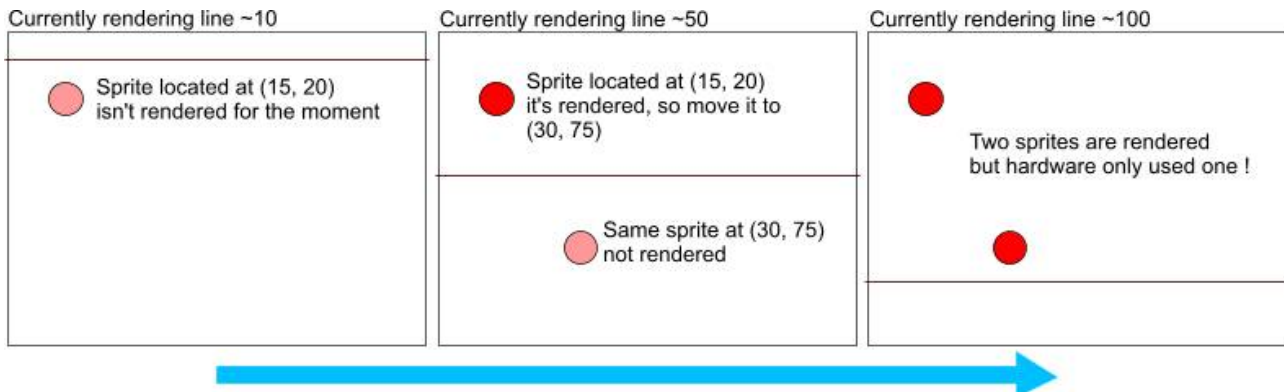 Currently rendering line ~10
Sprite located at (15, 20)
isn't rendered for the moment
Currently rendering line ~50
Sprite located at (15, 20)
it's rendered, so move it to
(30, 75)
Same sprite at (30, 75)
not rendered
Currently rendering line ~100
Two sprites are rendered
but hardware only used one !